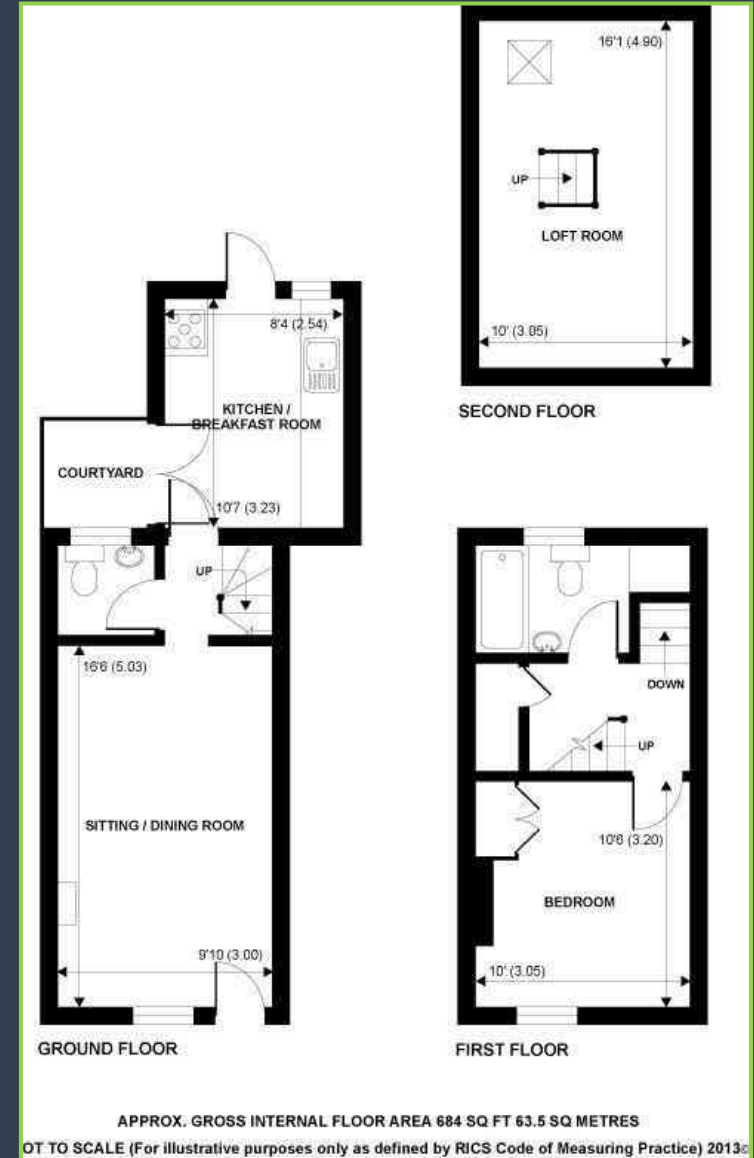 16'1 (4.90)
UP
LOFT ROOM
10' (3.05)
SECOND FLOOR
8'4 (2.54)
KITCHEN /
BREAKFAST ROOM
COURTYARD
10'7 (3.23)
UP
16'6 (5.03)
SITTING / DINING ROOM
9'10 (3.00)
GROUND FLOOR
DOWN
UP
10'6 (3.20)
BEDROOM
10' (3.05)
FIRST FLOOR
APPROX. GROSS INTERNAL FLOOR AREA 684 SQ FT 63.5 SQ METRES
OT TO SCALE (For illustrative purposes only as defined by RICS Code of Measuring Practice) 2013©